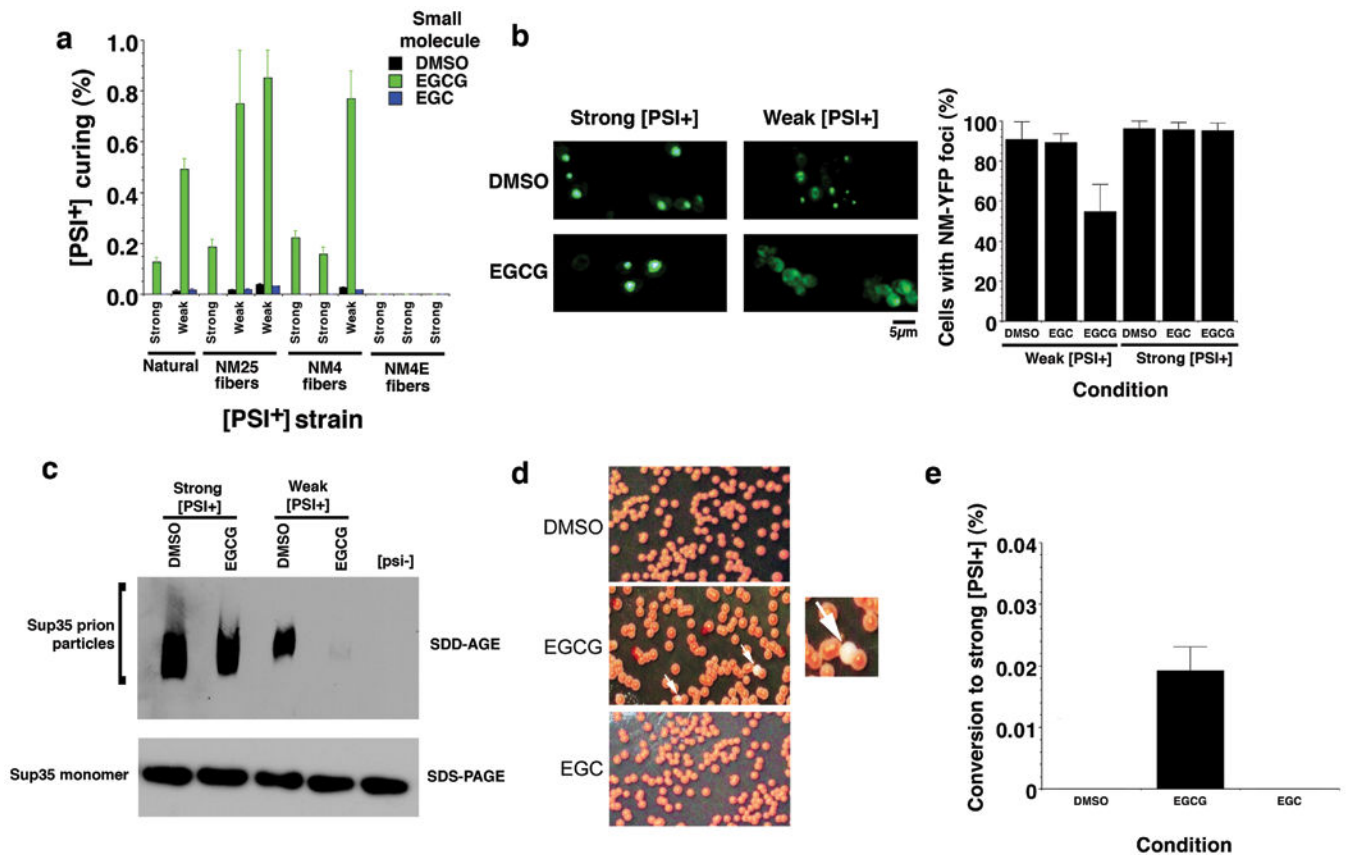 a
Small
molecule
DMSO
EGCG
EGC
[PSI+] curing (%)
1.0
0.8
0.6
0.4
0.2
0.0
Strong
Weak
Strong
Weak
Weak
Strong
Strong
Weak
Strong
Strong
Strong
Natural
NM25
fibers
NM4
fibers
NM4E
fibers
[PSI+] strain
b
Strong [PSI+]
Weak [PSI+]
DMSO
EGCG
5µm
Cells with NM-YFP foci (%)
100
80
60
40
20
0
DMSO
EGC
EGCG
DMSO
EGC
EGCG
Weak [PSI+]
Strong [PSI+]
Condition
c
Strong
[PSI+]
Weak
[PSI+]
DMSO
EGCG
DMSO
EGCG
[psi-]
Sup35 prion
particles
SDD-AGE
Sup35 monomer
SDS-PAGE
d
DMSO
EGCG
EGC
e
Conversion to strong [PSI+] (%)
0.04
0.03
0.02
0.01
0
DMSO
EGCG
EGC
Condition